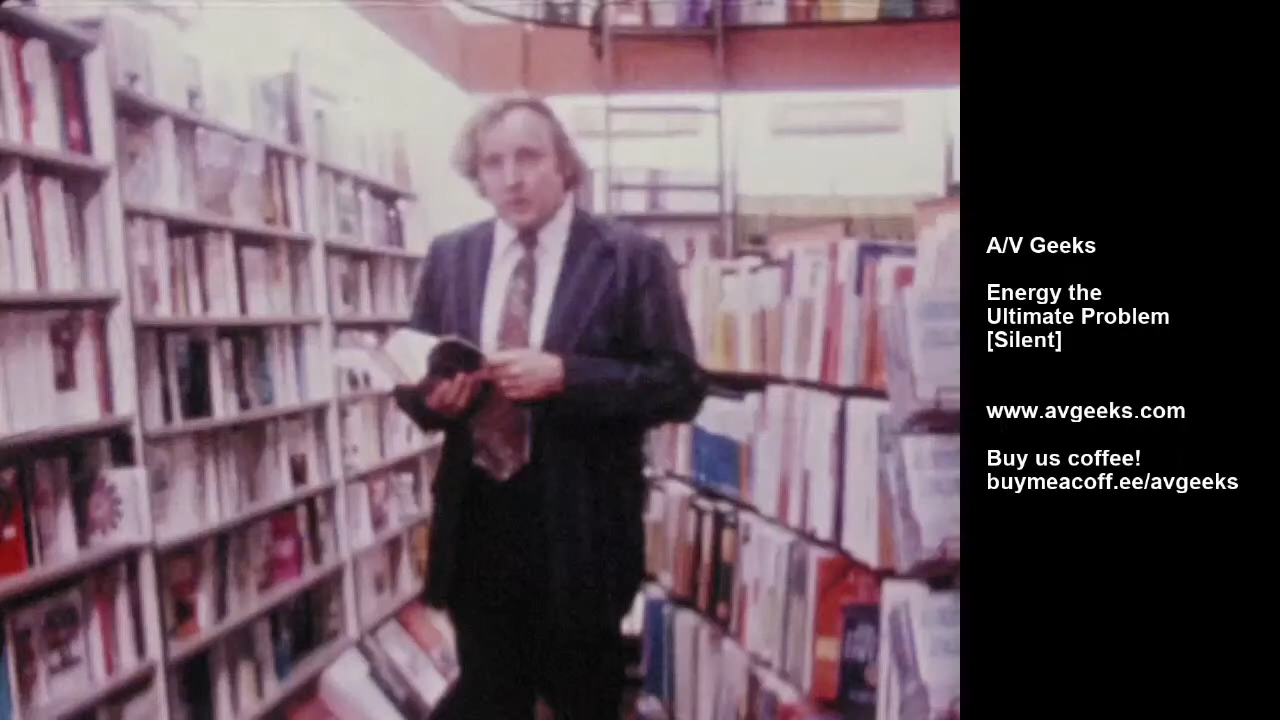 A/V Geeks
Energy the
Ultimate Problem
[Silent]
www.avgeeks.com
Buy us coffee!
buymeacoff.ee/avgeeks